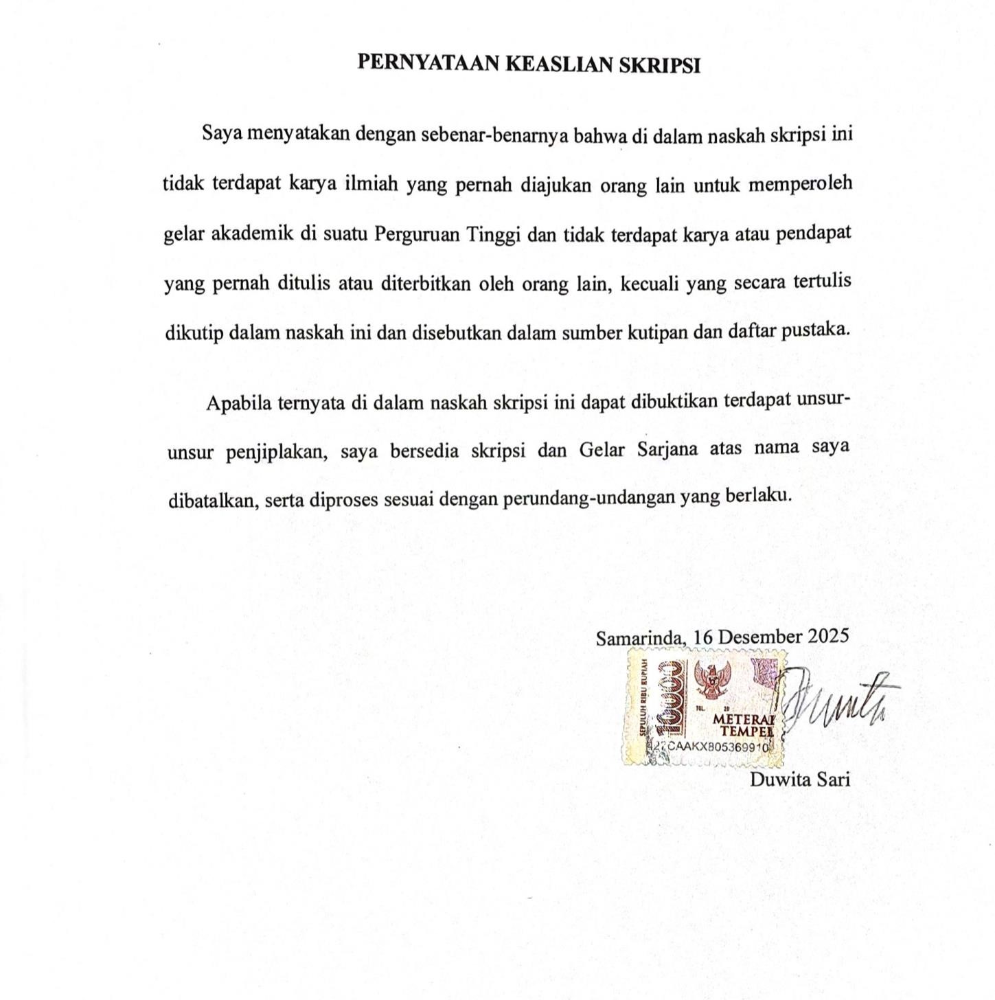 PERNYATAAN KEASLIAN SKRIPSI
Saya menyatakan dengan sebenar-benarnya bahwa di dalam naskah skripsi ini
tidak terdapat karya ilmiah yang pernah diajukan orang lain untuk memperoleh
gelar akademik di suatu Perguruan Tinggi dan tidak terdapat karya atau pendapat
yang pernah ditulis atau diterbitkan oleh orang lain, kecuali yang secara tertulis
dikutip dalam naskah ini dan disebutkan dalam sumber kutipan dan daftar pustaka.
Apabila ternyata di dalam naskah skripsi ini dapat dibuktikan terdapat unsur-
unsur penjiplakan, saya bersedia skripsi dan Gelar Sarjana atas nama saya
dibatalkan, serta diproses sesuai dengan perundang-undangan yang berlaku.
Samarinda, 16 Desember 2025
SEPULUH RIBU RUPIAH
10000
TGL. 20
METERAI
TEMPEL
CAAKX805369910
Duwita Sari